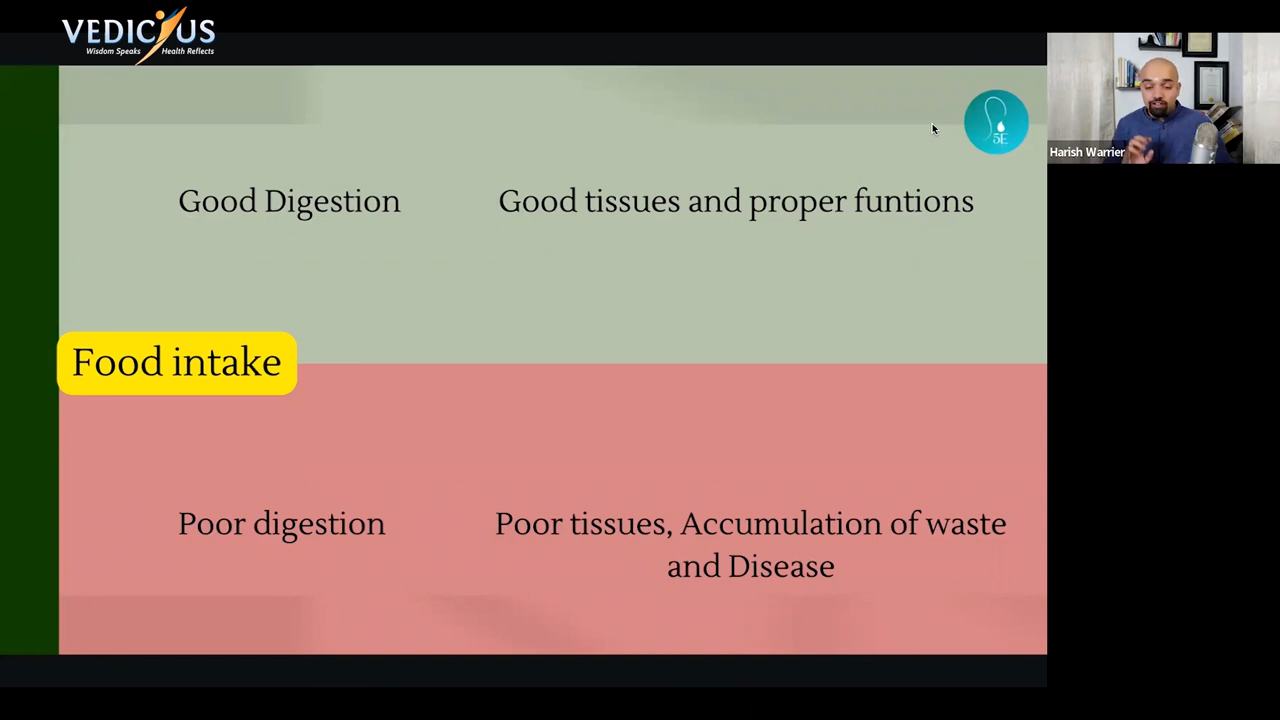 VEDICIUS
Wisdom Speaks Health Reflects
5E
Harish Warrier
Good Digestion
Good tissues and proper funtions
Food intake
Poor digestion
Poor tissues, Accumulation of waste
and Disease